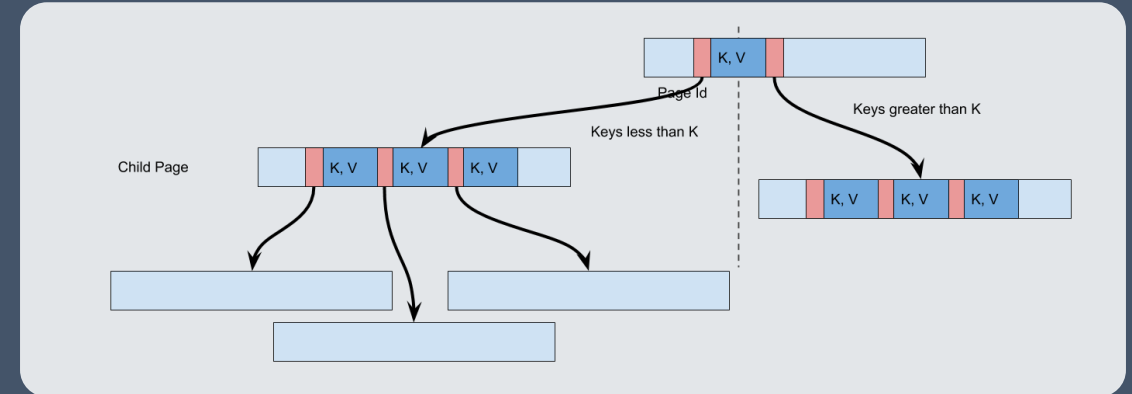 K, V
Page Id
Keys greater than K
Keys less than K
Child Page
K, V K, V K, V
K, V K, V K, V